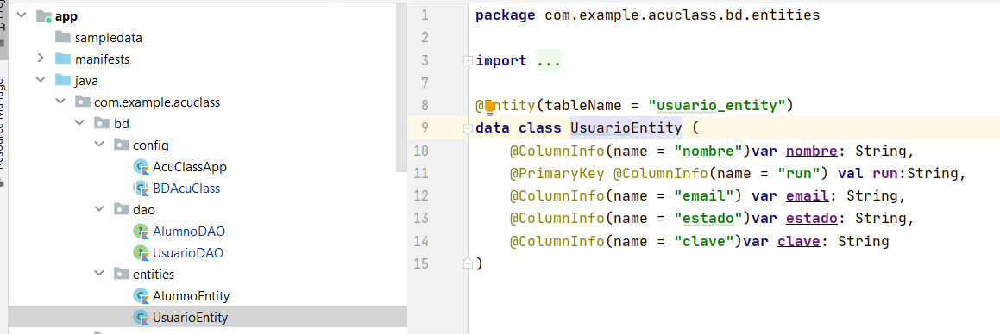 app
sampledata
manifests
java
com.example.acuclass
bd
config
AcuClassApp
BDAcuClass
dao
AlumnoDAO
UsuarioDAO
entities
AlumnoEntity
UsuarioEntity
Resource Manager
1 package com.example.acuclass.bd.entities
2
3 import ...
7
8 @Entity(tableName = "usuario_entity")
9 data class UsuarioEntity (
10 @ColumnInfo(name = "nombre")var nombre: String,
11 @PrimaryKey @ColumnInfo(name = "run") val run:String,
12 @ColumnInfo(name = "email") var email: String,
13 @ColumnInfo(name = "estado")var estado: String,
14 @ColumnInfo(name = "clave")var clave: String
15 )